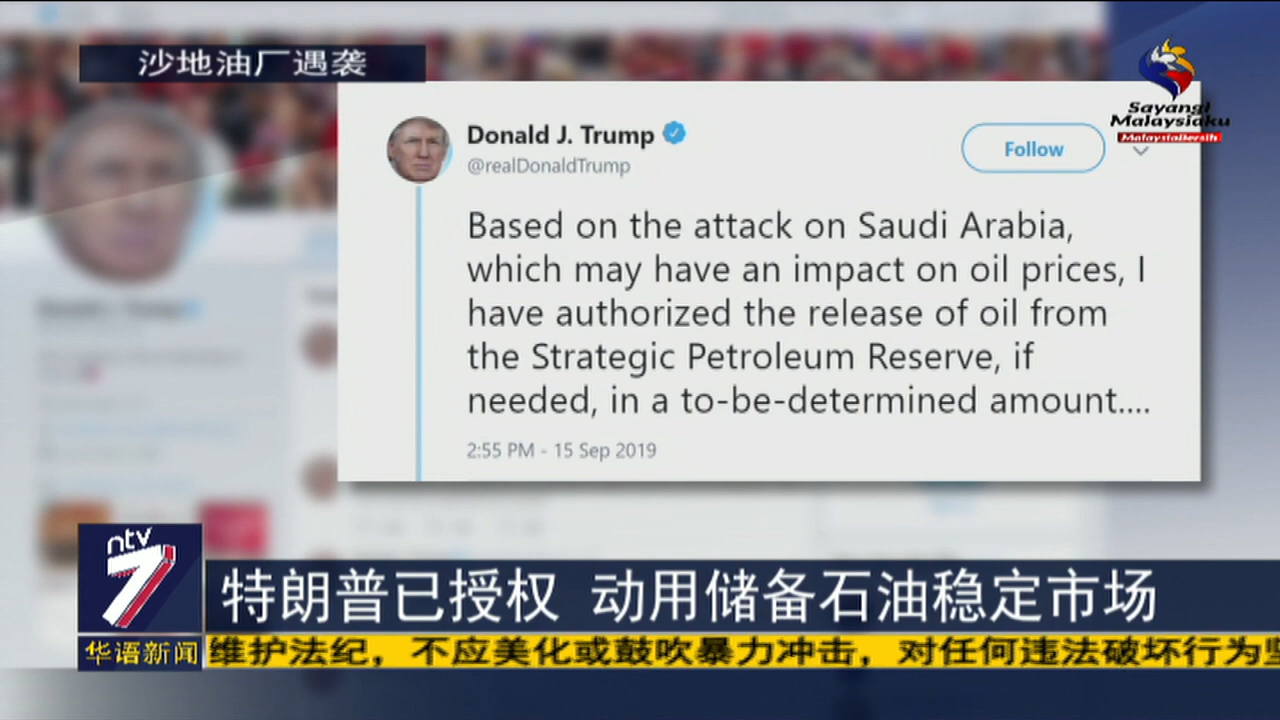 沙地油厂遇袭
Sayangi
Malaysiaku
MalaysiaBersih
Donald J. Trump
@realDonaldTrump
Follow
Based on the attack on Saudi Arabia,
which may have an impact on oil prices, I
have authorized the release of oil from
the Strategic Petroleum Reserve, if
needed, in a to-be-determined amount....
2:55 PM - 15 Sep 2019
ntv
7
特朗普已授权 动用储备石油稳定市场
华语新闻
维护法纪，不应美化或鼓吹暴力冲击，对任何违法破坏行为坚